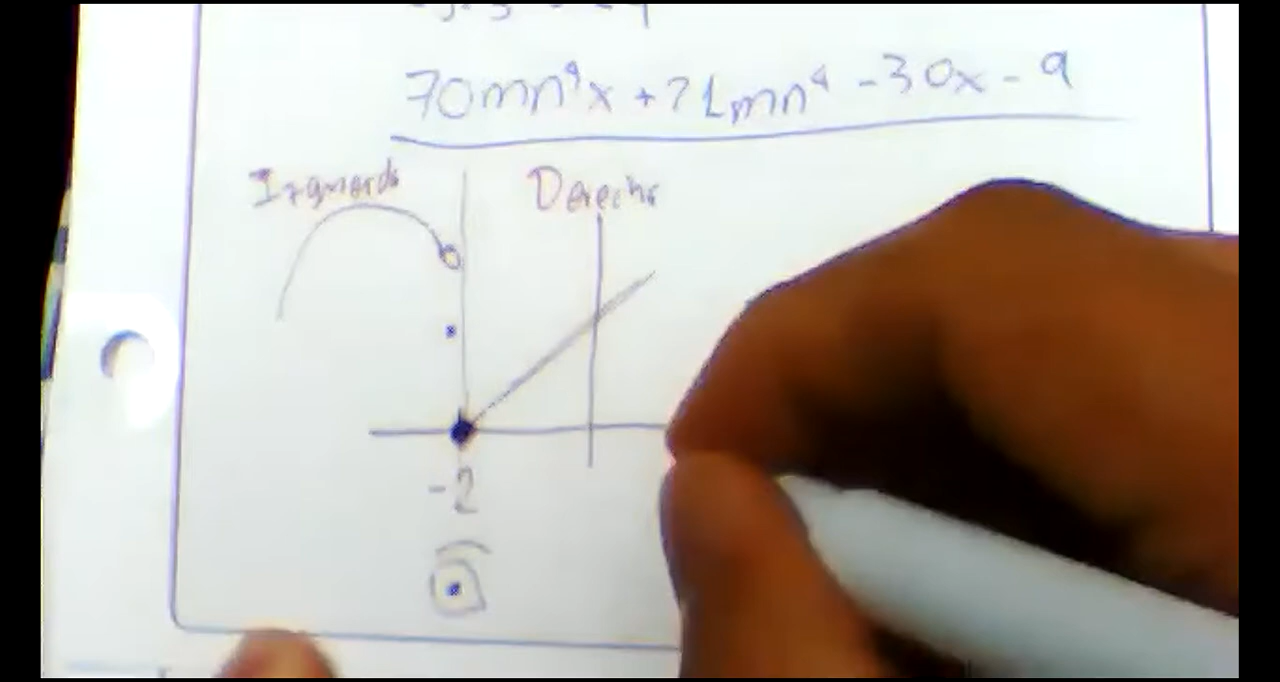 70mn⁹x + 21mn⁴ - 30x - 9
Izquierda
Derecha
-2